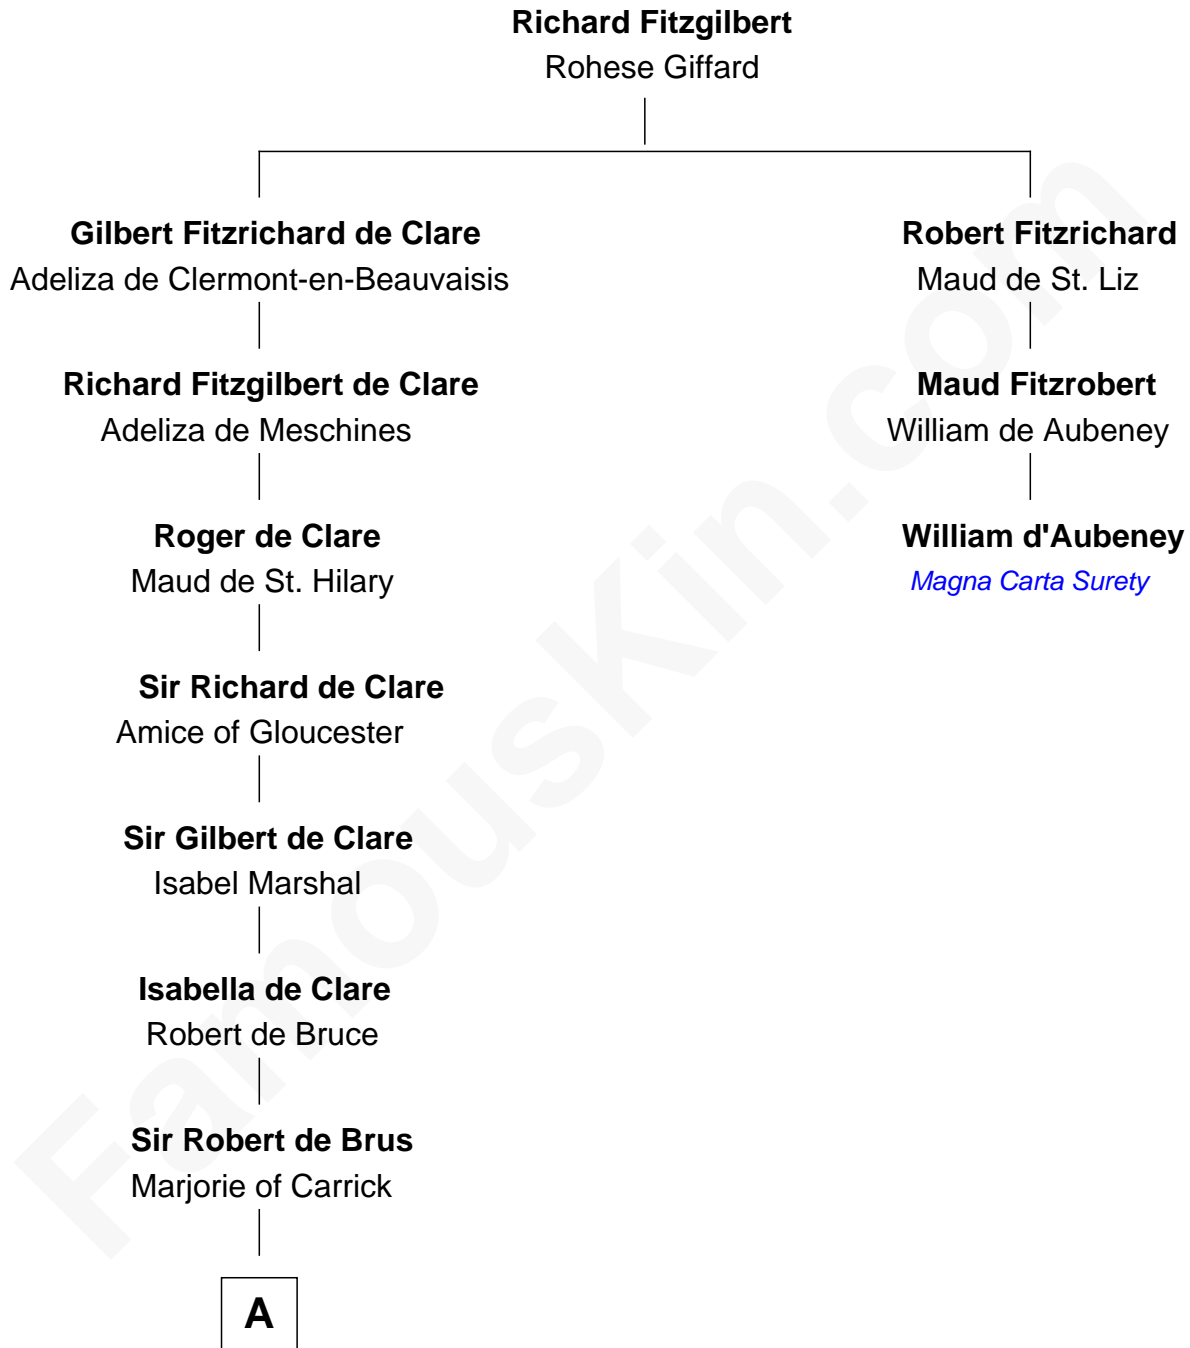 Richard Fitzgilbert
Rohese Giffard
Gilbert Fitzrichard de Clare
Adeliza de Clermont-en-Beauvaisis
Robert Fitzrichard
Maud de St. Liz
Richard Fitzgilbert de Clare
Adeliza de Meschines
Maud Fitzrobert
William de Aubeney
Roger de Clare
Maud de St. Hilary
William d'Aubeney
Magna Carta Surety
Sir Richard de Clare
Amice of Gloucester
Sir Gilbert de Clare
Isabel Marshal
Isabella de Clare
Robert de Bruce
Sir Robert de Brus
Marjorie of Carrick
A
FamousKin.com